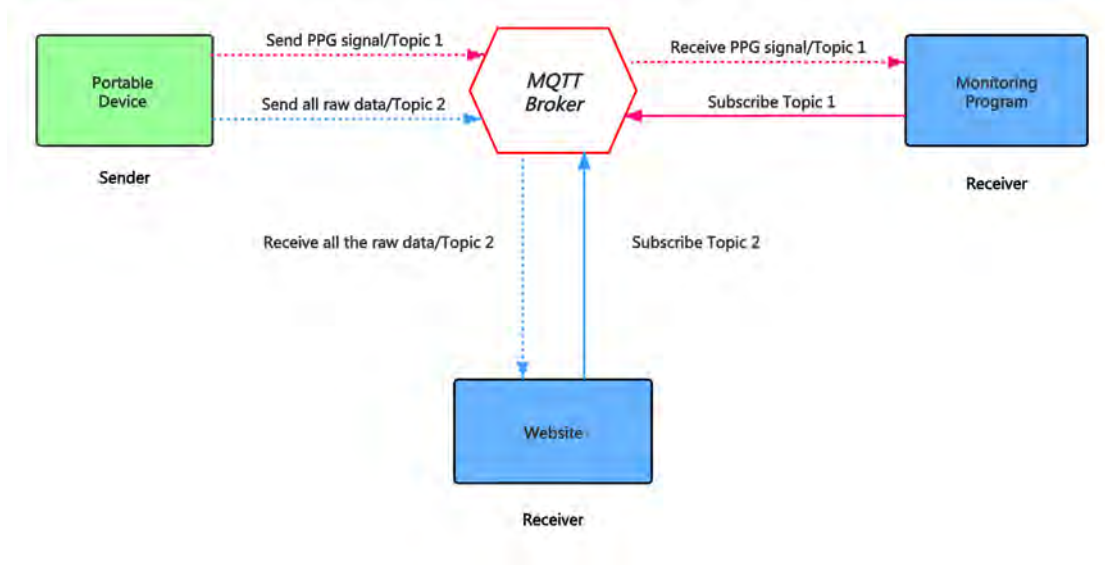 Send PPG signal/Topic 1
Receive PPG signal/Topic 1
Portable
Device
MQTT
Broker
Monitoring
Program
Send all raw data/Topic 2
Subscribe Topic 1
Sender
Receiver
Receive all the raw data/Topic 2
Subscribe Topic 2
Website
Receiver